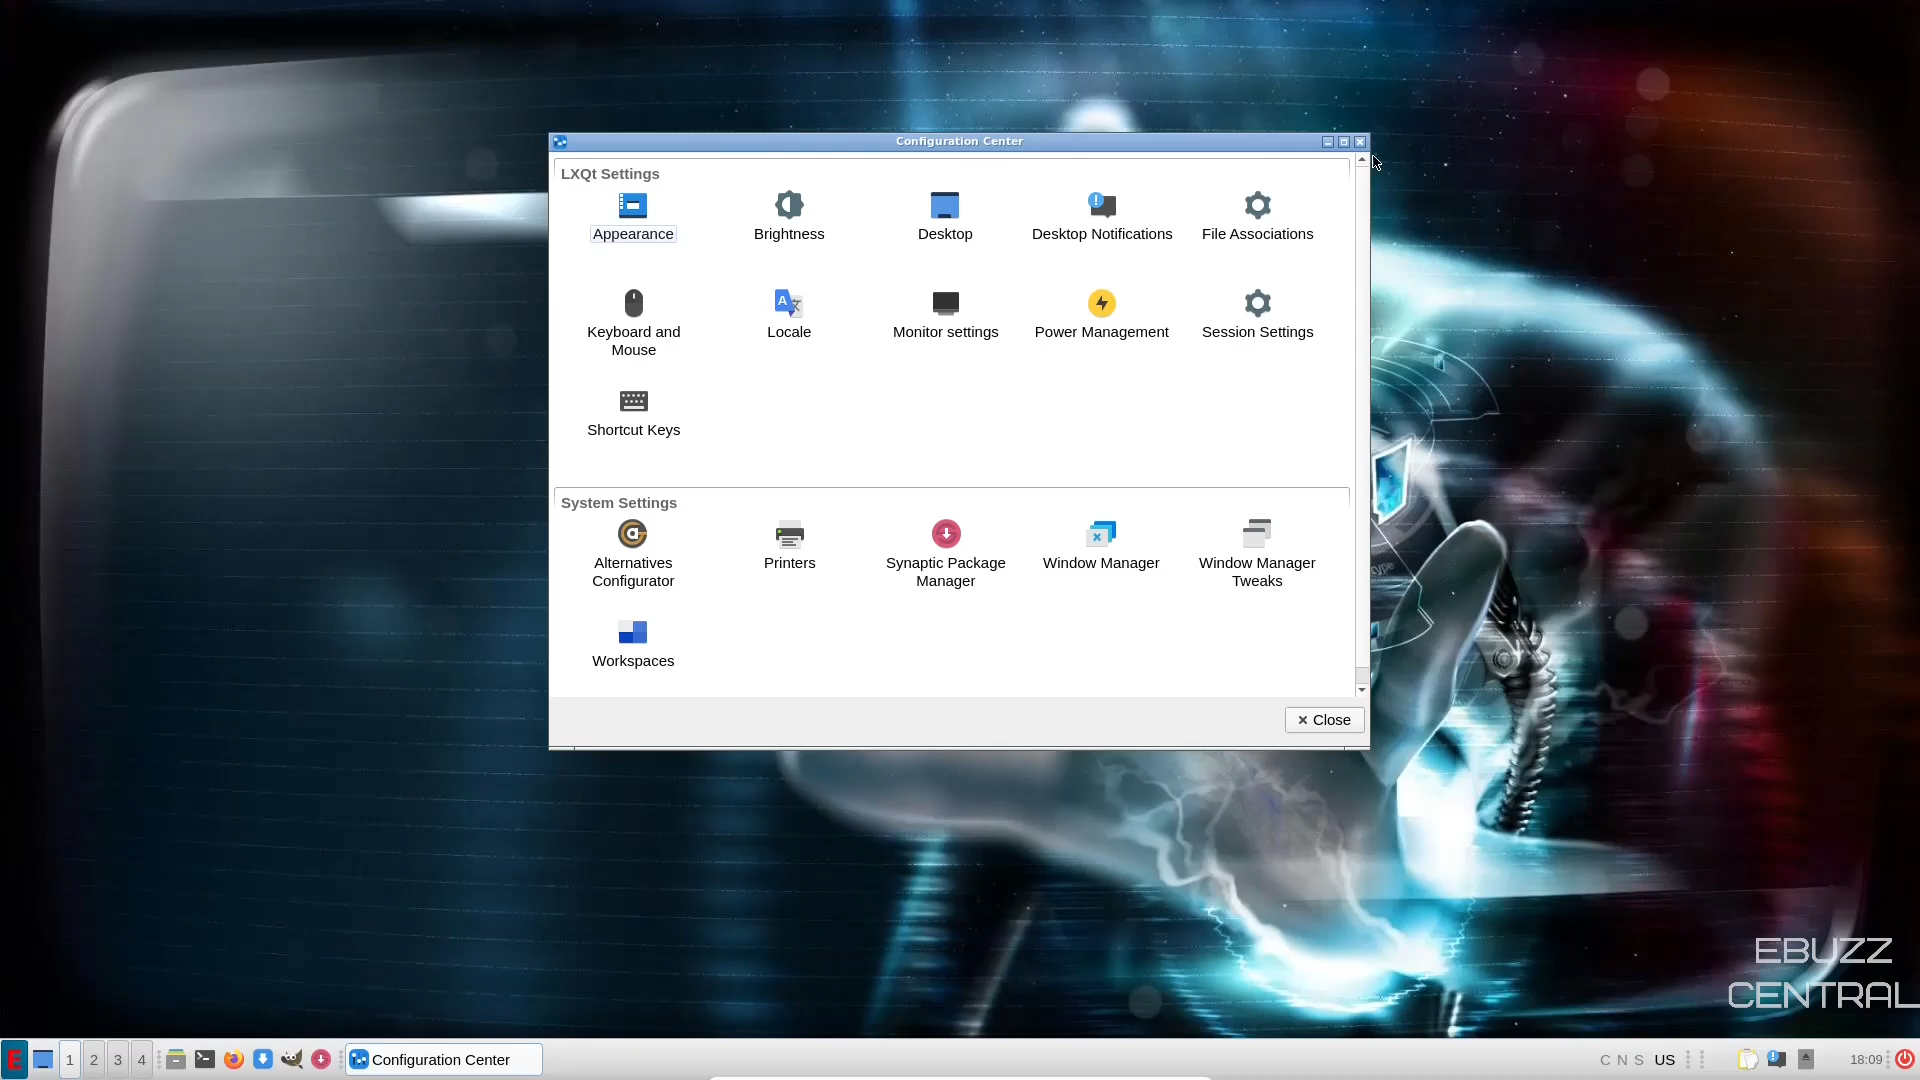 Configuration Center
LXQt Settings
Appearance
Brightness
Desktop
Desktop Notifications
File Associations
Keyboard and
Mouse
Locale
Monitor settings
Power Management
Session Settings
Shortcut Keys
System Settings
Alternatives
Configurator
Printers
Synaptic Package
Manager
Window Manager
Window Manager
Tweaks
Workspaces
Close
EBUZZ
CENTRAL
1 2 3 4
Configuration Center
C N S US
18:09